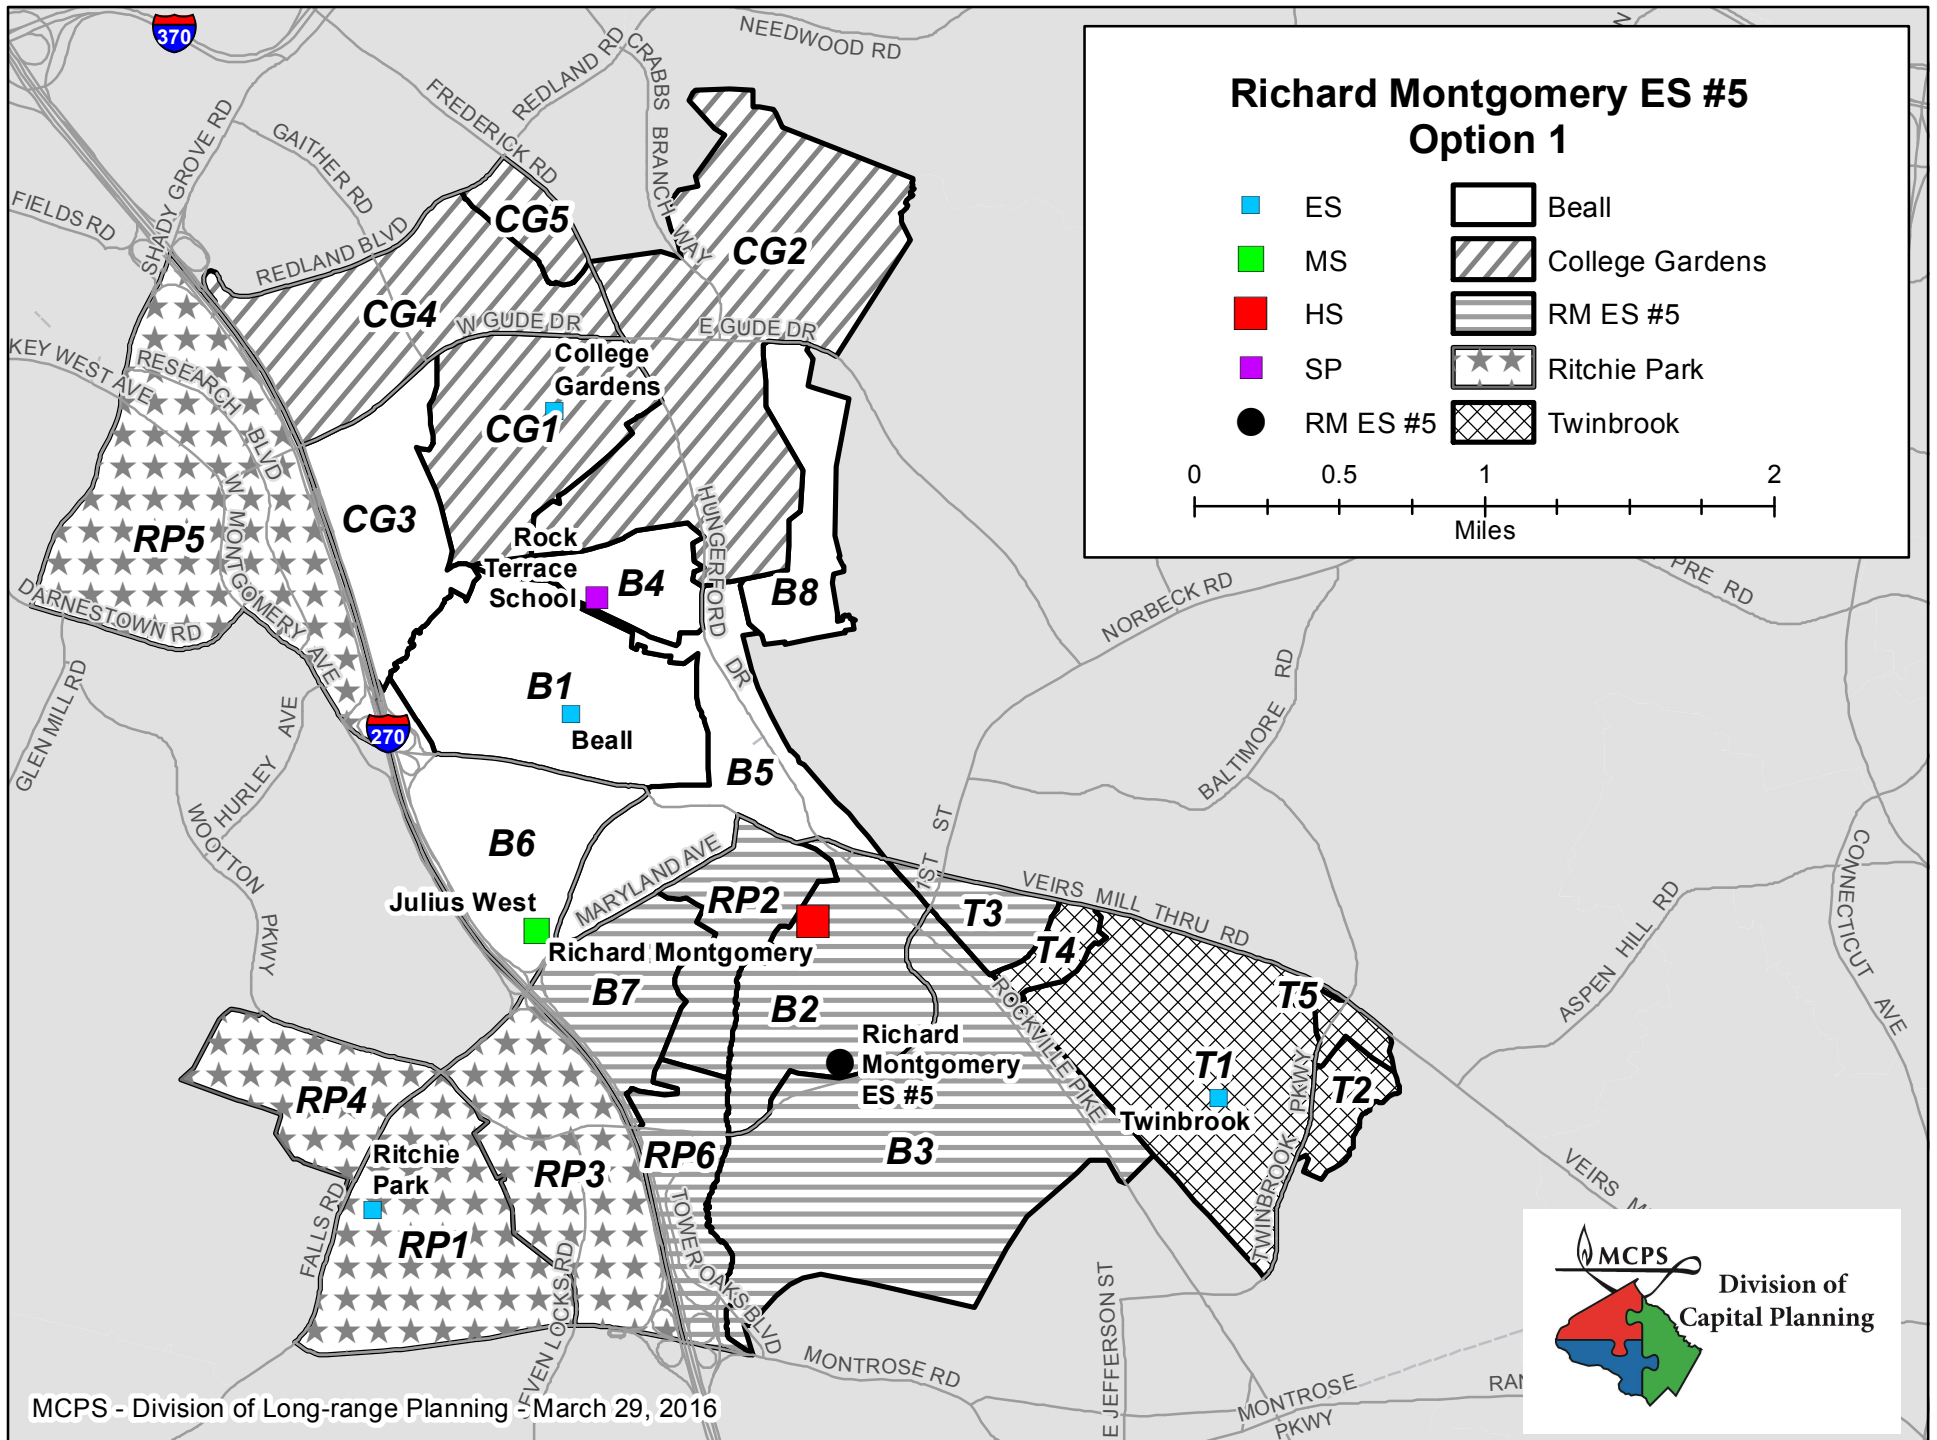 370
NEEDWOOD RD
REDLAND RD
CRABBS BRANCH WAY
FREDERICK RD
SHADY GROVE RD
GAITHER RD
FIELDS RD
REDLAND BLVD
Richard Montgomery ES #5
Option 1
ES
Beall
MS
College Gardens
HS
RM ES #5
SP
Ritchie Park
RM ES #5
Twinbrook
0 0.5 1 2
Miles
CG5
CG2
CG4
W GUDE DR
E GUDE DR
College
Gardens
CG1
KEY WEST AVE
RESEARCH BLVD
W MONTGOMERY AVE
CG3
RP5
HUNGERFORD DR
Rock
Terrace
School
B4
B8
DARNESTOWN RD
NORBECK RD
PRE RD
GLEN MILL RD
HURLEY AVE
270
B1
Beall
BALTIMORE RD
B5
WOOTTON PKWY
B6
1ST ST
CONNECTICUT AVE
MARYLAND AVE
Julius West
RP2
T3
VEIRS MILL THRU RD
ASPEN HILL RD
Richard Montgomery
T4
T5
B7
B2
ROCKVILLE PIKE
Richard
Montgomery
ES #5
T1
Twinbrook
T2
TWINBROOK PKWY
RP4
Ritchie
Park
RP3
RP6
B3
FALLS RD
RP1
TOWER OAKS BLVD
SEVEN LOCKS RD
E JEFFERSON ST
MONTROSE RD
MONTROSE PKWY
RAN
VEIRS M
MCPS
Division of
Capital Planning
MCPS - Division of Long-range Planning - March 29, 2016